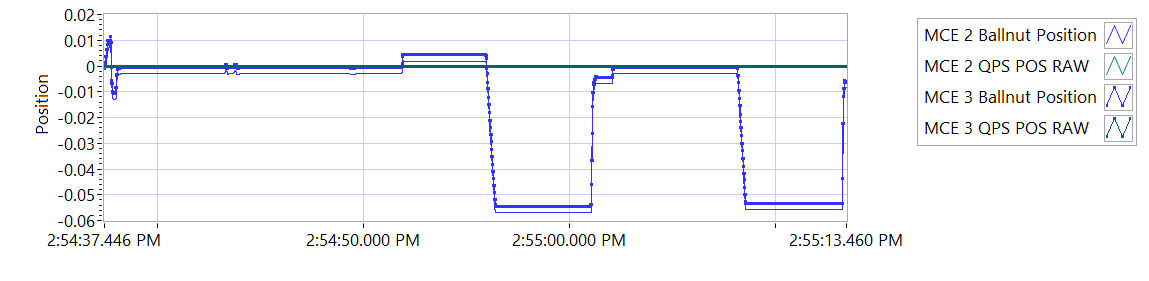 0.02
0.01
0
-0.01
-0.02
-0.03
-0.04
-0.05
-0.06
Position
2:54:37.446 PM
2:54:50.000 PM
2:55:00.000 PM
2:55:13.460 PM
MCE 2 Ballnut Position
MCE 2 QPS POS RAW
MCE 3 Ballnut Position
MCE 3 QPS POS RAW